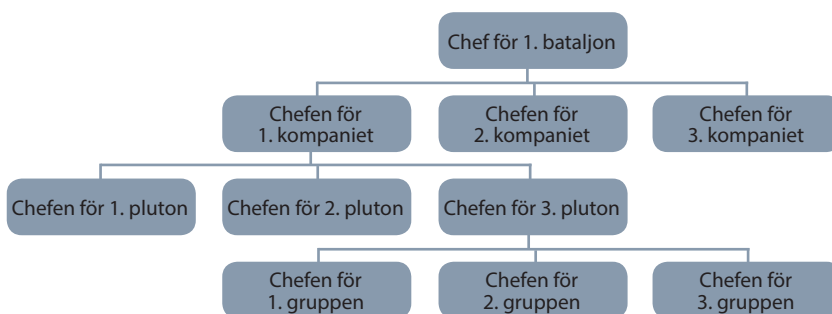 Chef för 1. bataljon
Chefen för
1. kompaniet
Chefen för
2. kompaniet
Chefen för
3. kompaniet
Chefen för 1. pluton
Chefen för 2. pluton
Chefen för 3. pluton
Chefen för
1. gruppen
Chefen för
2. gruppen
Chefen för
3. gruppen